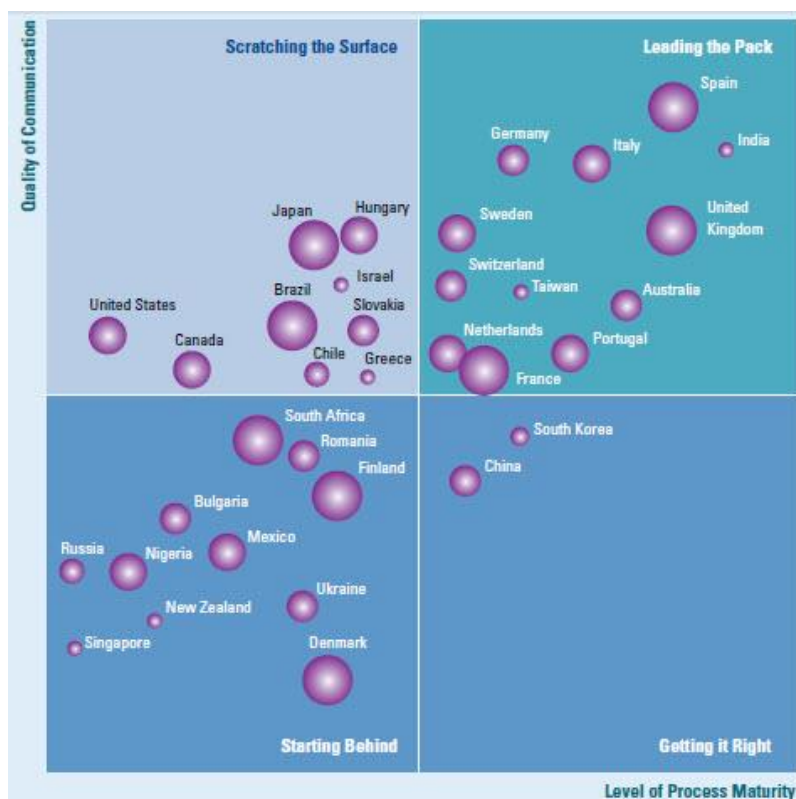 Quality of Communication
Scratching the Surface
Leading the Pack
Spain
Germany
Italy
India
Japan
Hungary
Sweden
United
Kingdom
Israel
Switzerland
Taiwan
Australia
United States
Brazil
Slovakia
Canada
Netherlands
Portugal
Chile
Greece
France
South Africa
Romania
South Korea
Finland
China
Bulgaria
Mexico
Russia
Nigeria
New Zealand
Ukraine
Singapore
Denmark
Starting Behind
Getting it Right
Level of Process Maturity